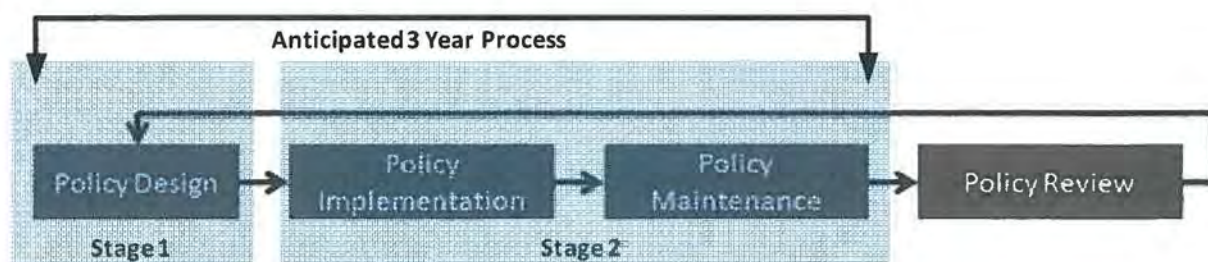 Anticipated 3 Year Process
Policy Design
Policy
Implementation
Policy
Maintenance
Policy Review
Stage 1
Stage 2